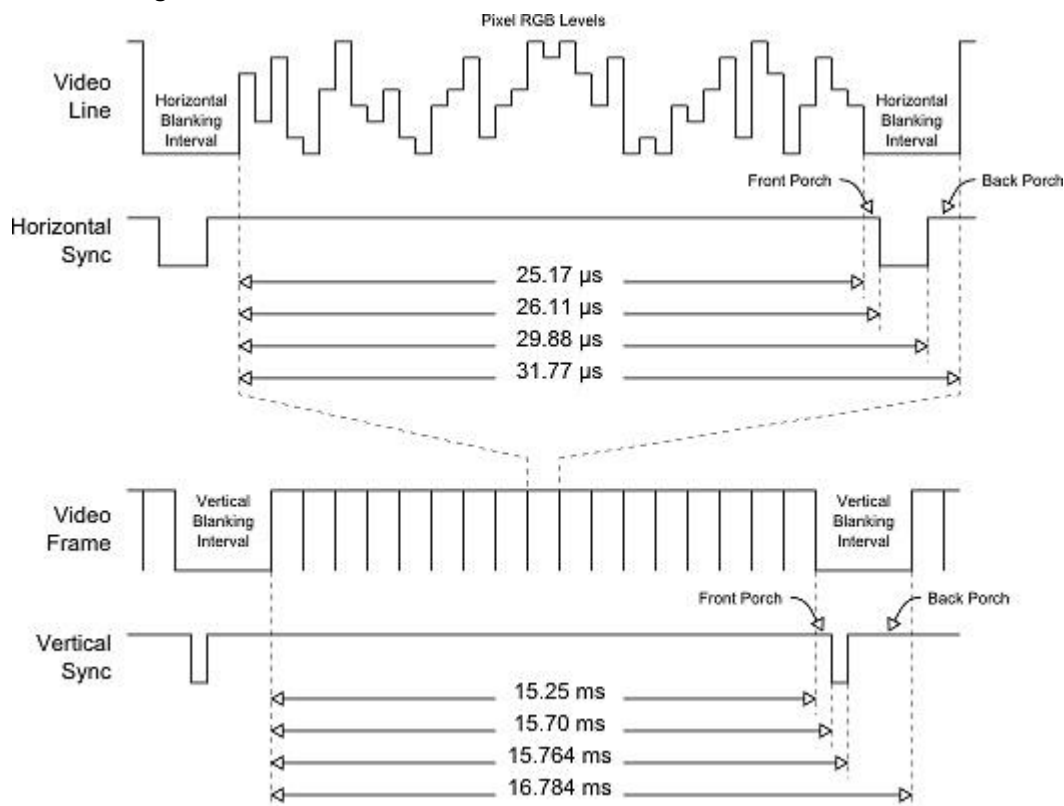 Pixel RGB Levels
Video
Line
Horizontal
Blanking
Interval
Horizontal
Blanking
Interval
Front Porch
Back Porch
Horizontal
Sync
25.17 µs
26.11 µs
29.88 µs
31.77 µs
Video
Frame
Vertical
Blanking
Interval
Vertical
Blanking
Interval
Front Porch
Back Porch
Vertical
Sync
15.25 ms
15.70 ms
15.764 ms
16.784 ms